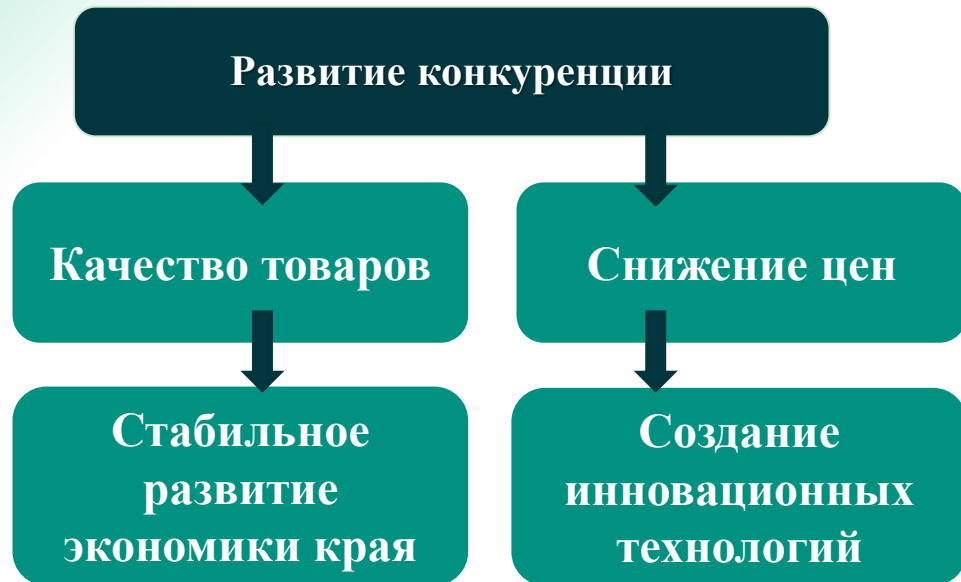 Развитие конкуренции
Качество товаров
Снижение цен
Стабильное
развитие
экономики края
Создание
инновационных
технологий